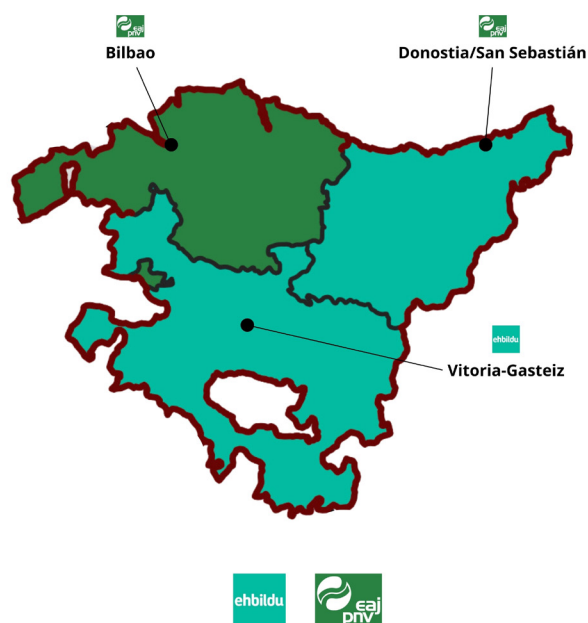 eaj
pnv
Bilbao
eaj
pnv
Donostia/San Sebastián
ehbildu
Vitoria-Gasteiz
ehbildu
eaj
pnv